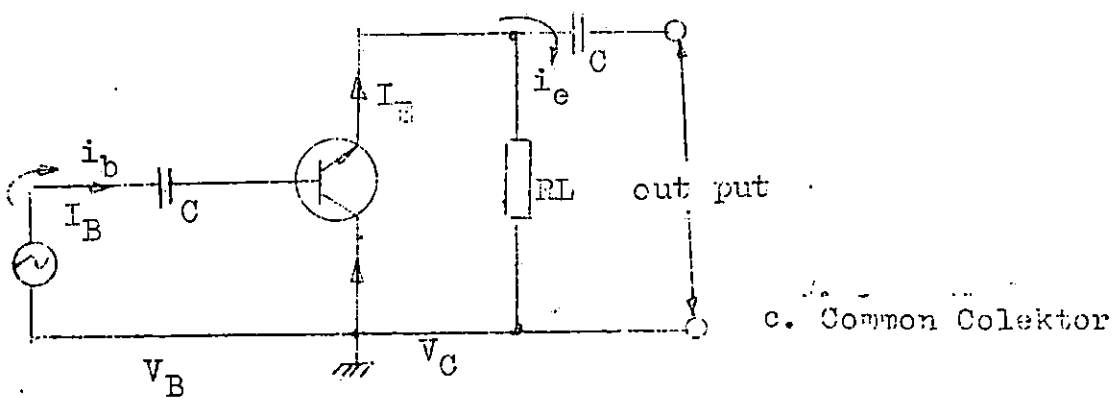 C
i_e
I_E
i_b
I_B
C
RL
out put
c. Common Colektor
V_B
V_C